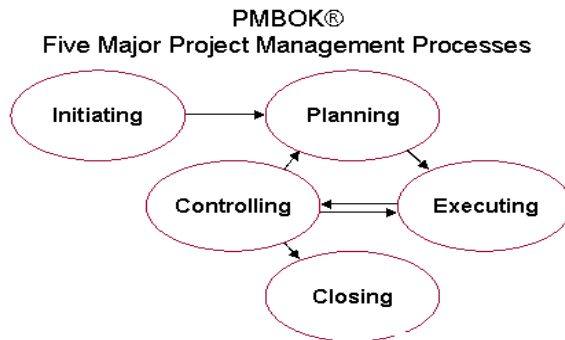 PMBOK®
Five Major Project Management Processes
Initiating
Planning
Controlling
Executing
Closing